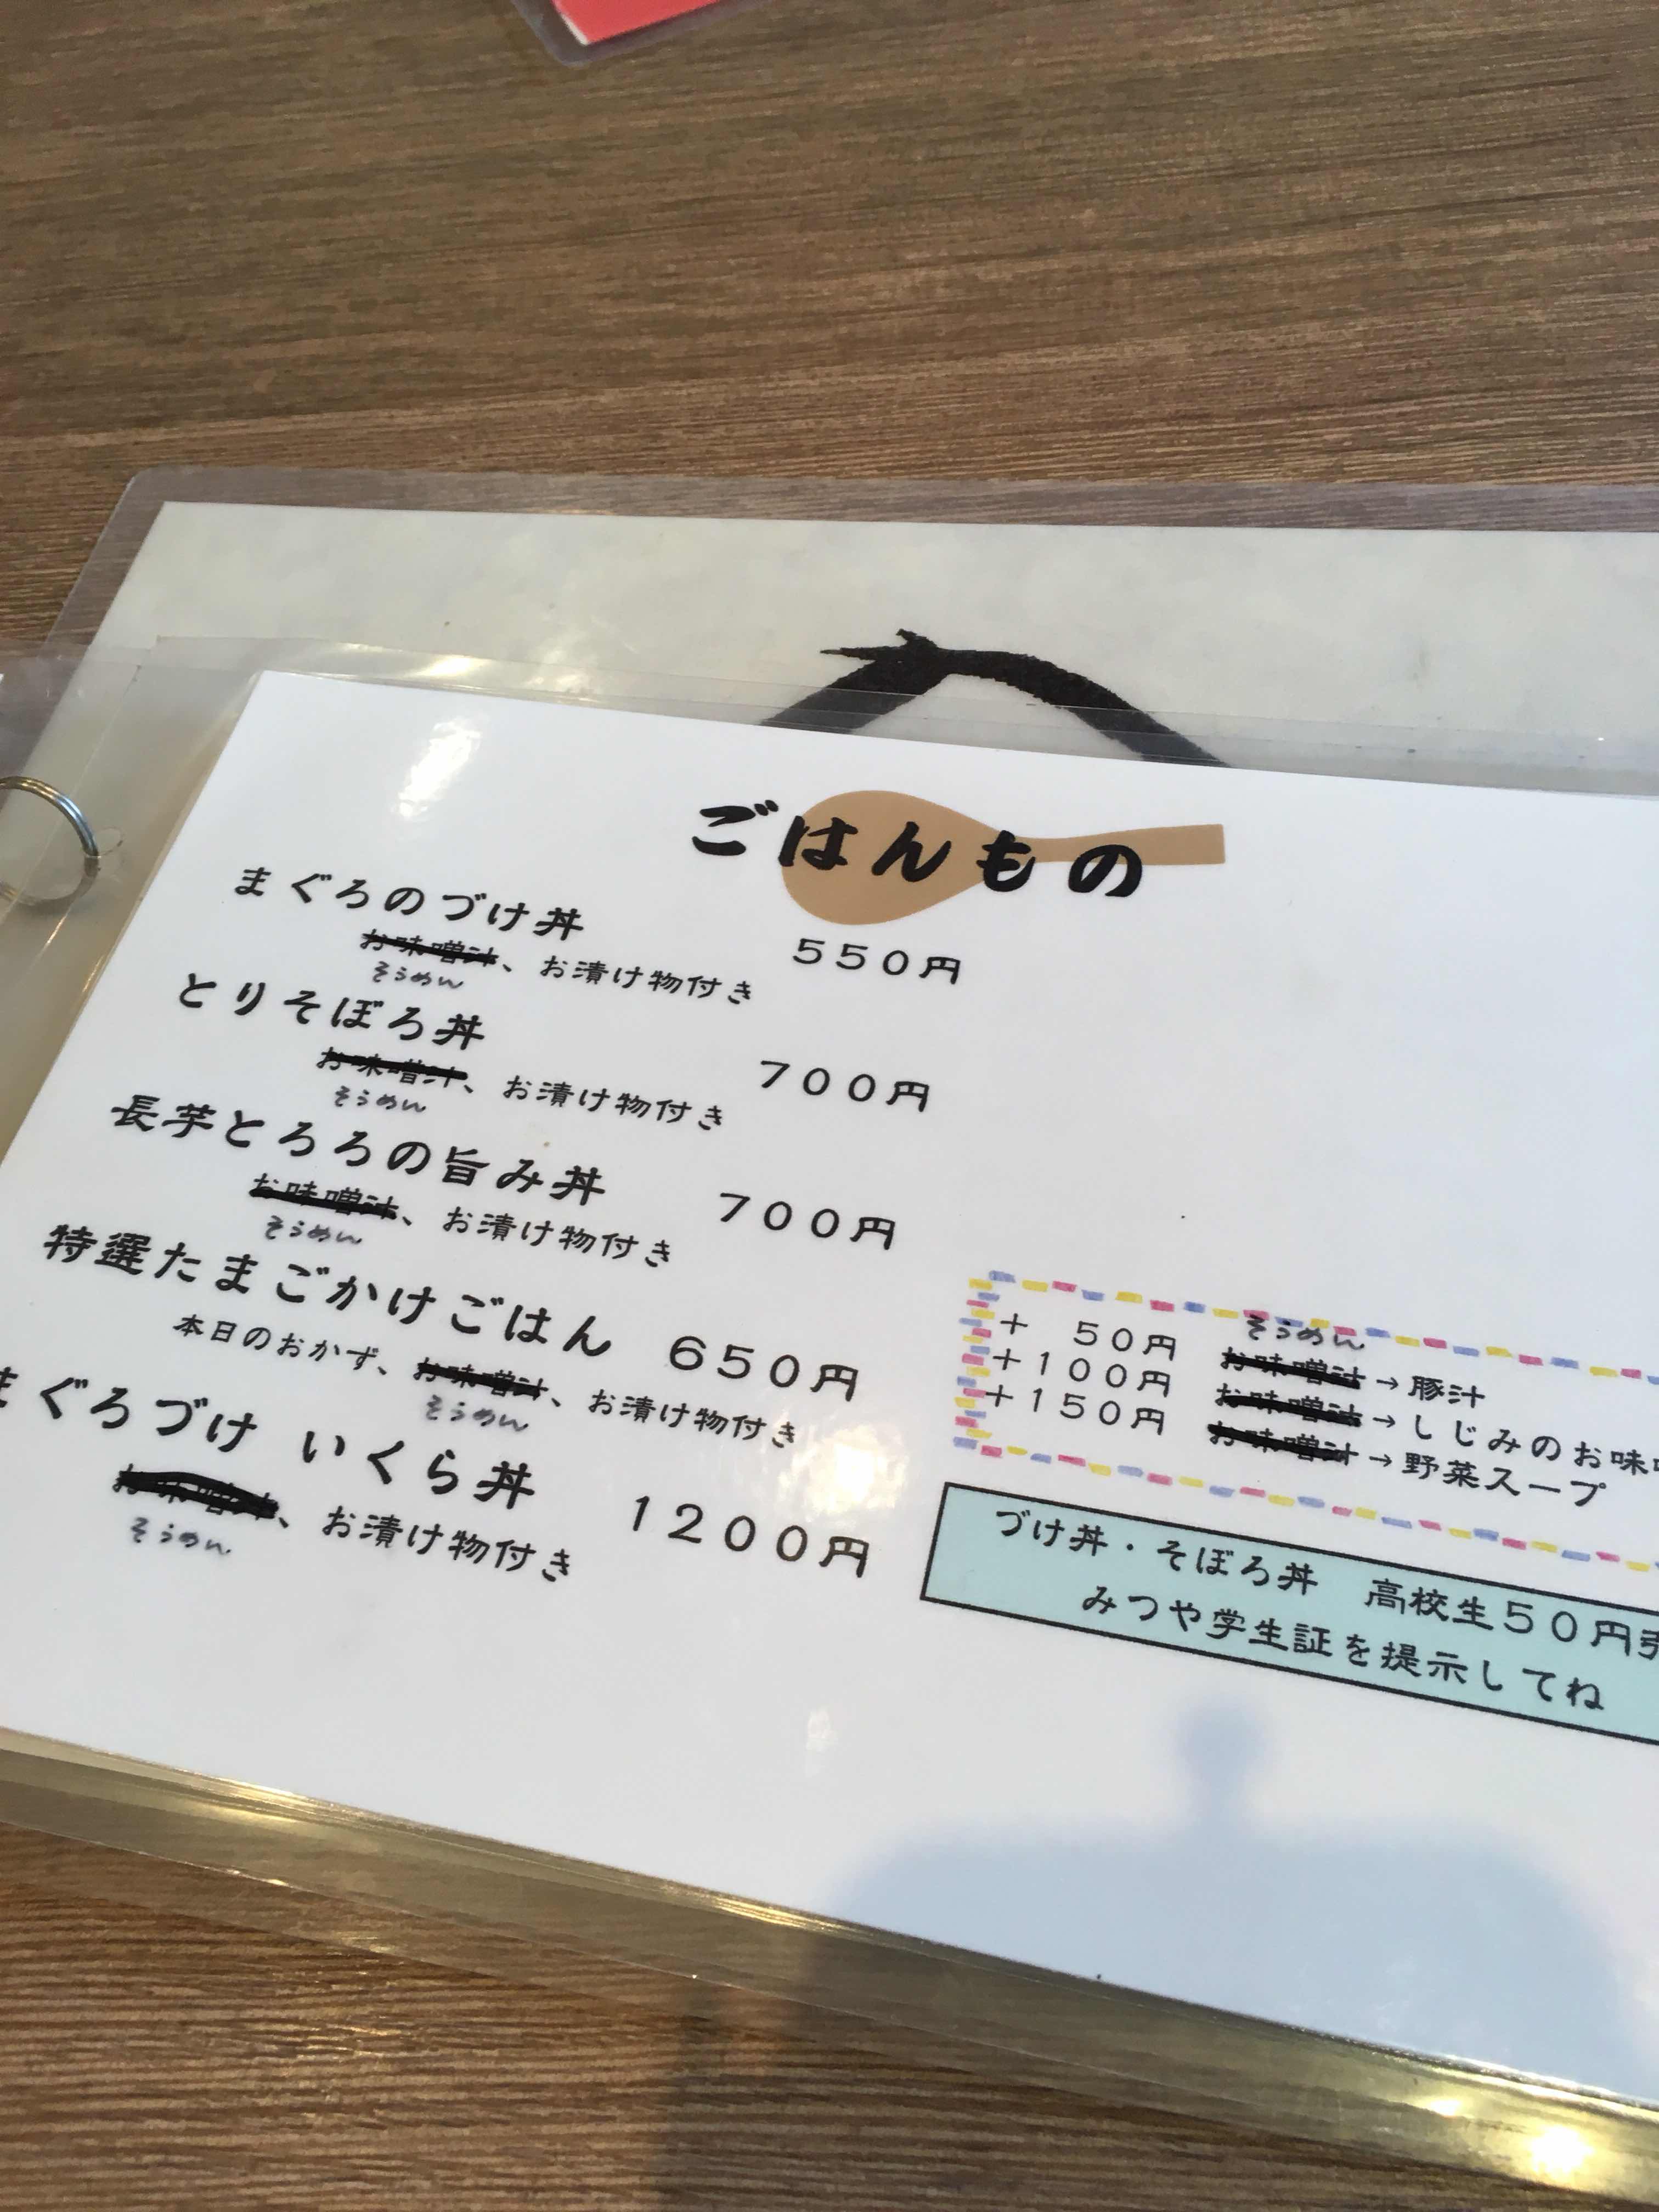 ごはんもの
まぐろのづけ丼 550円
お味噌汁、お漬け物付き
そうめん
とりそぼろ丼 700円
お味噌汁、お漬け物付き
そうめん
長芋とろろの旨み丼 700円
お味噌汁、お漬け物付き
そうめん
特選たまごかけごはん 650円
本日のおかず、お味噌汁、お漬け物付き
そうめん
まぐろづけ いくら丼 1200円
お味噌汁、お漬け物付き
そうめん
そうめん
+ 50円 お味噌汁→豚汁
+100円 お味噌汁→しじみのお味
+150円 お味噌汁→野菜スープ
づけ丼・そぼろ丼 高校生50円引
みつや学生証を提示してね